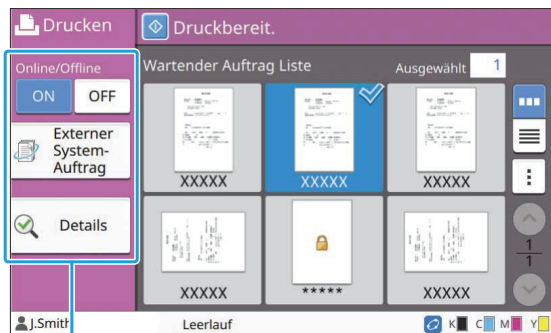 Drucken
Druckbereit.
Online/Offline
ON OFF
Externer
System-
Auftrag
Details
Wartender Auftrag Liste
Ausgewählt 1
XXXXX XXXXX XXXXX
XXXXX ***** XXXXX
1
1
J.Smith
Leerlauf
K C M Y